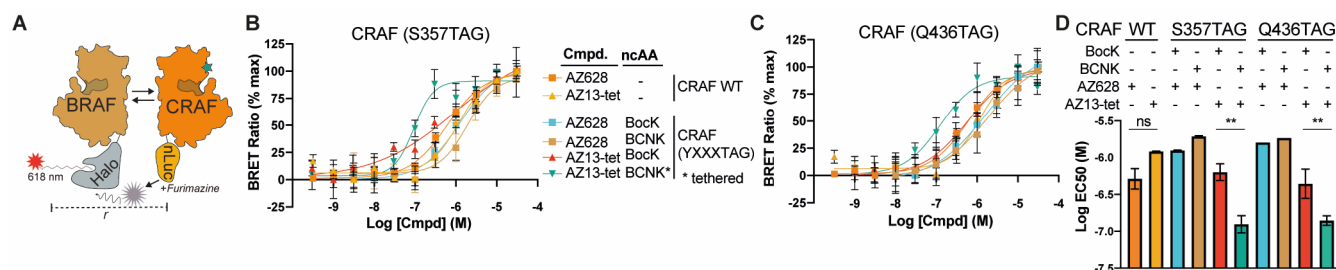 A
BRAF
CRAF
Halo
nLuc
618 nm
+Furimazine
r
B
CRAF (S357TAG)
BRET Ratio (% max)
125
100
75
50
25
0
-25
-10 -9 -8 -7 -6 -5 -4
Log [Cmpd] (M)
Cmpd. ncAA
AZ628 -
AZ13-tet -
CRAF WT
AZ628 BocK
AZ628 BCNK
AZ13-tet BocK
AZ13-tet BCNK*
CRAF
(YXXXTAG)
* tethered
C
CRAF (Q436TAG)
BRET Ratio (% max)
125
100
75
50
25
0
-25
-10 -9 -8 -7 -6 -5 -4
Log [Cmpd] (M)
D
CRAF WT S357TAG Q436TAG
BocK - - + - + - + - + -
BCNK - - - + - + - + - +
AZ628 + - + + - - + + - -
AZ13-tet - + - - + + - - + +
ns ** **
Log EC50 (M)
-5.5
-6.0
-6.5
-7.0
-7.5